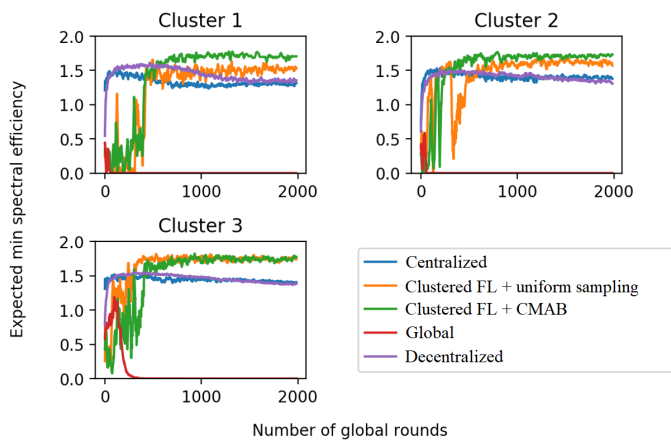 Cluster 1
Cluster 2
2.0
1.5
1.0
0.5
0.0
0
1000
2000
2.0
1.5
1.0
0.5
0.0
0
1000
2000
Cluster 3
2.0
1.5
1.0
0.5
0.0
0
1000
2000
Expected min spectral efficiency
Number of global rounds
Centralized
Clustered FL + uniform sampling
Clustered FL + CMAB
Global
Decentralized